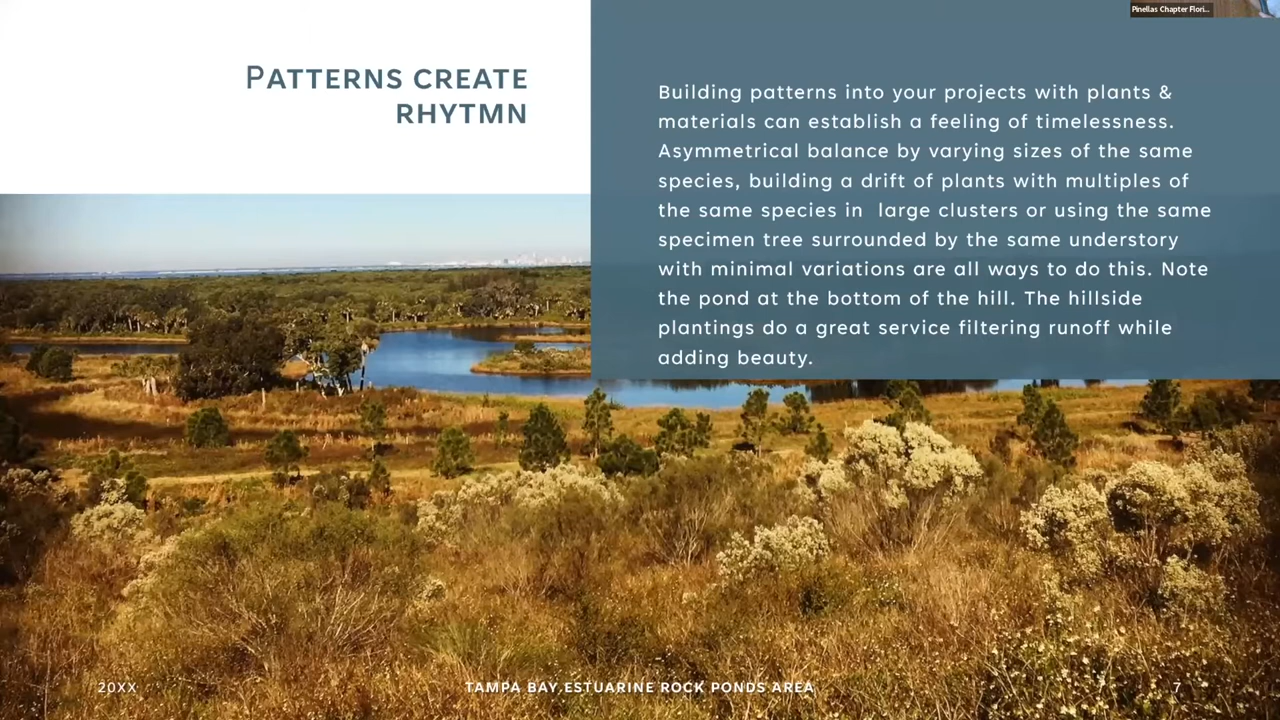 Pinellas Chapter Flori...
PATTERNS CREATE
RHYTMN
Building patterns into your projects with plants &
materials can establish a feeling of timelessness.
Asymmetrical balance by varying sizes of the same
species, building a drift of plants with multiples of
the same species in  large clusters or using the same
specimen tree surrounded by the same understory
with minimal variations are all ways to do this. Note
the pond at the bottom of the hill. The hillside
plantings do a great service filtering runoff while
adding beauty.
20XX
TAMPA BAY ESTUARINE ROCK PONDS AREA
7